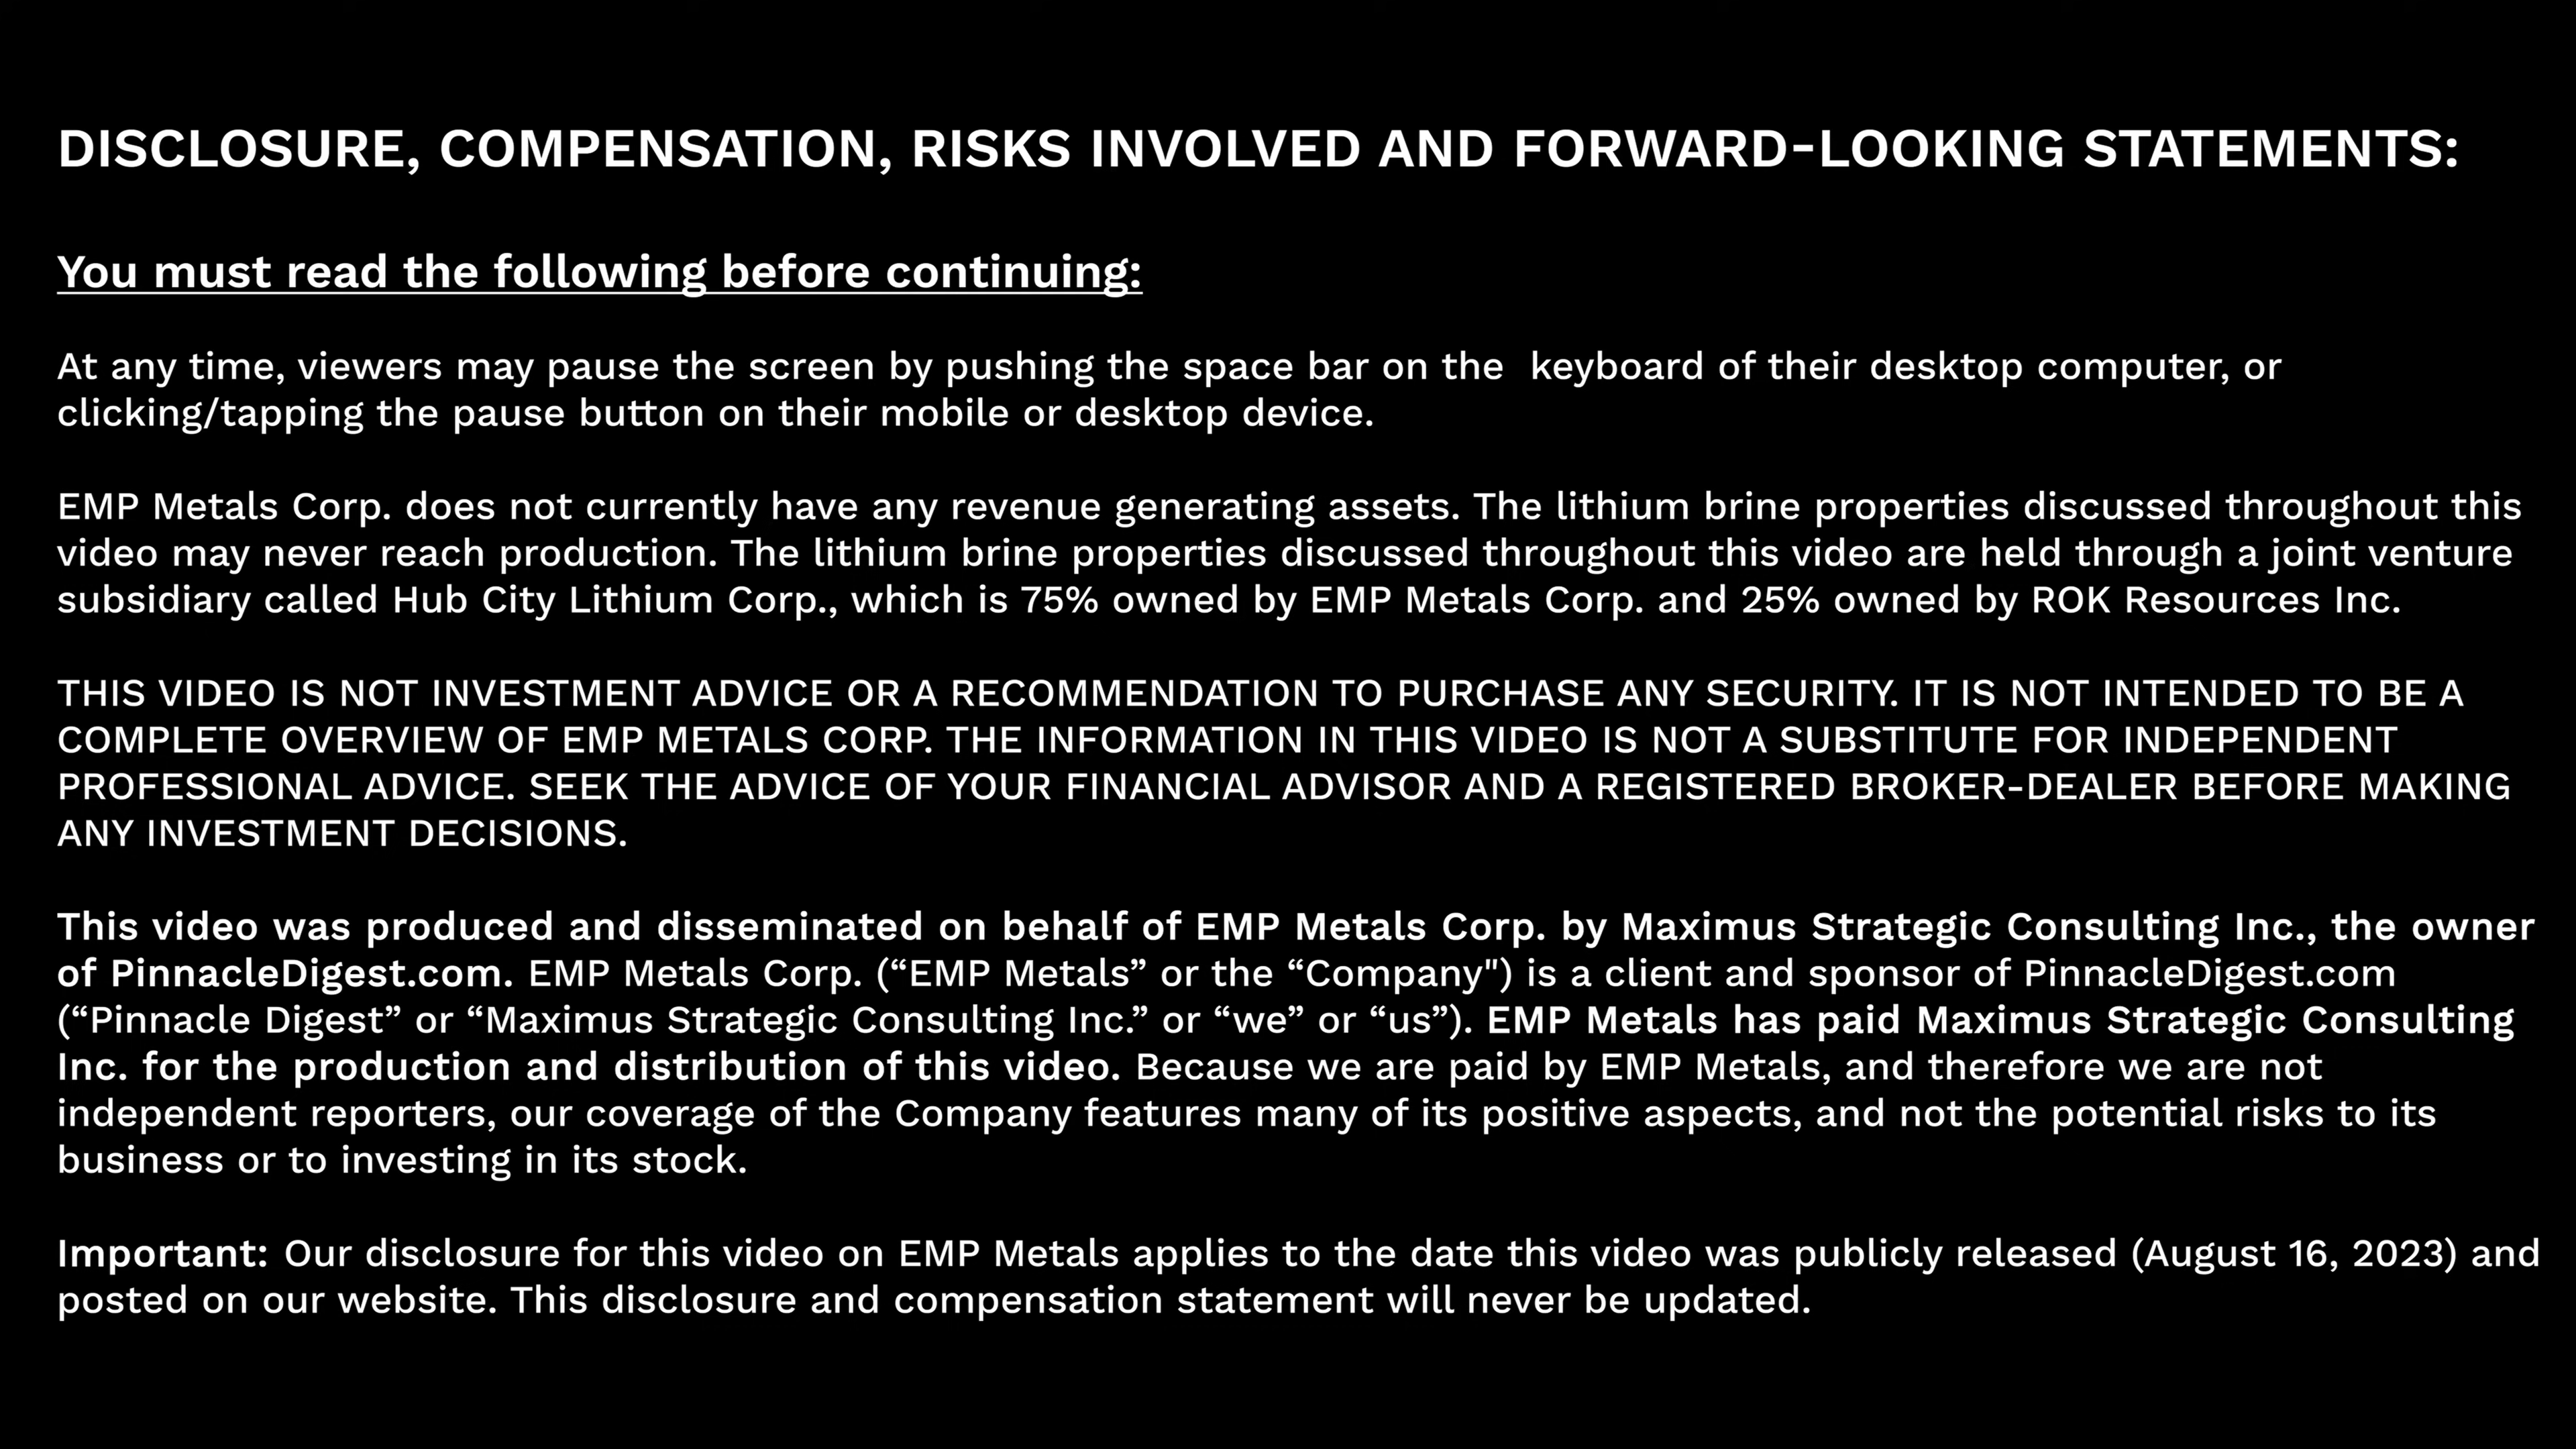 DISCLOSURE, COMPENSATION, RISKS INVOLVED AND FORWARD-LOOKING STATEMENTS:
You must read the following before continuing:
At any time, viewers may pause the screen by pushing the space bar on the  keyboard of their desktop computer, or
clicking/tapping the pause button on their mobile or desktop device.
EMP Metals Corp. does not currently have any revenue generating assets. The lithium brine properties discussed throughout this
video may never reach production. The lithium brine properties discussed throughout this video are held through a joint venture
subsidiary called Hub City Lithium Corp., which is 75% owned by EMP Metals Corp. and 25% owned by ROK Resources Inc.
THIS VIDEO IS NOT INVESTMENT ADVICE OR A RECOMMENDATION TO PURCHASE ANY SECURITY. IT IS NOT INTENDED TO BE A
COMPLETE OVERVIEW OF EMP METALS CORP. THE INFORMATION IN THIS VIDEO IS NOT A SUBSTITUTE FOR INDEPENDENT
PROFESSIONAL ADVICE. SEEK THE ADVICE OF YOUR FINANCIAL ADVISOR AND A REGISTERED BROKER-DEALER BEFORE MAKING
ANY INVESTMENT DECISIONS.
This video was produced and disseminated on behalf of EMP Metals Corp. by Maximus Strategic Consulting Inc., the owner
of PinnacleDigest.com. EMP Metals Corp. (“EMP Metals” or the “Company") is a client and sponsor of PinnacleDigest.com
(“Pinnacle Digest” or “Maximus Strategic Consulting Inc.” or “we” or “us”). EMP Metals has paid Maximus Strategic Consulting
Inc. for the production and distribution of this video. Because we are paid by EMP Metals, and therefore we are not
independent reporters, our coverage of the Company features many of its positive aspects, and not the potential risks to its
business or to investing in its stock.
Important: Our disclosure for this video on EMP Metals applies to the date this video was publicly released (August 16, 2023) and
posted on our website. This disclosure and compensation statement will never be updated.